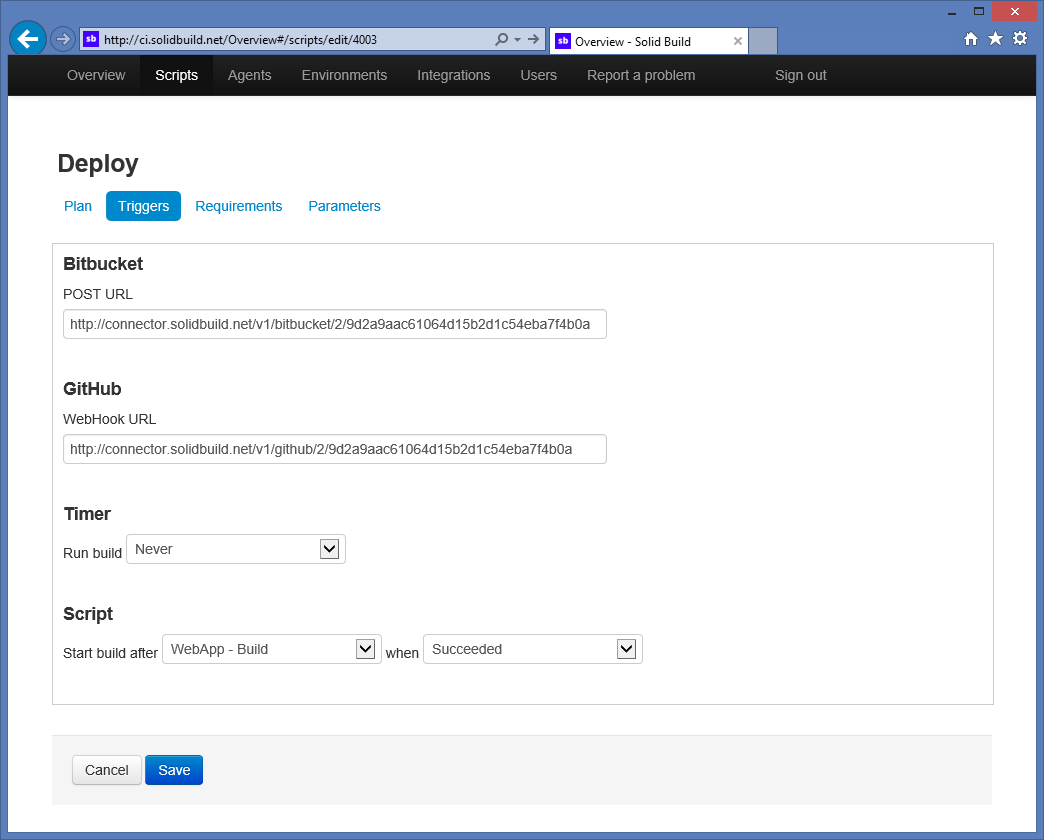 sb http://ci.solidbuild.net/Overview#/scripts/edit/4003
sb Overview - Solid Build
Overview Scripts Agents Environments Integrations Users Report a problem Sign out
Deploy
Plan Triggers Requirements Parameters
Bitbucket
POST URL
http://connector.solidbuild.net/v1/bitbucket/2/9d2a9aac61064d15b2d1c54eba7f4b0a
GitHub
WebHook URL
http://connector.solidbuild.net/v1/github/2/9d2a9aac61064d15b2d1c54eba7f4b0a
Timer
Run build Never
Script
Start build after WebApp - Build when Succeeded
Cancel Save